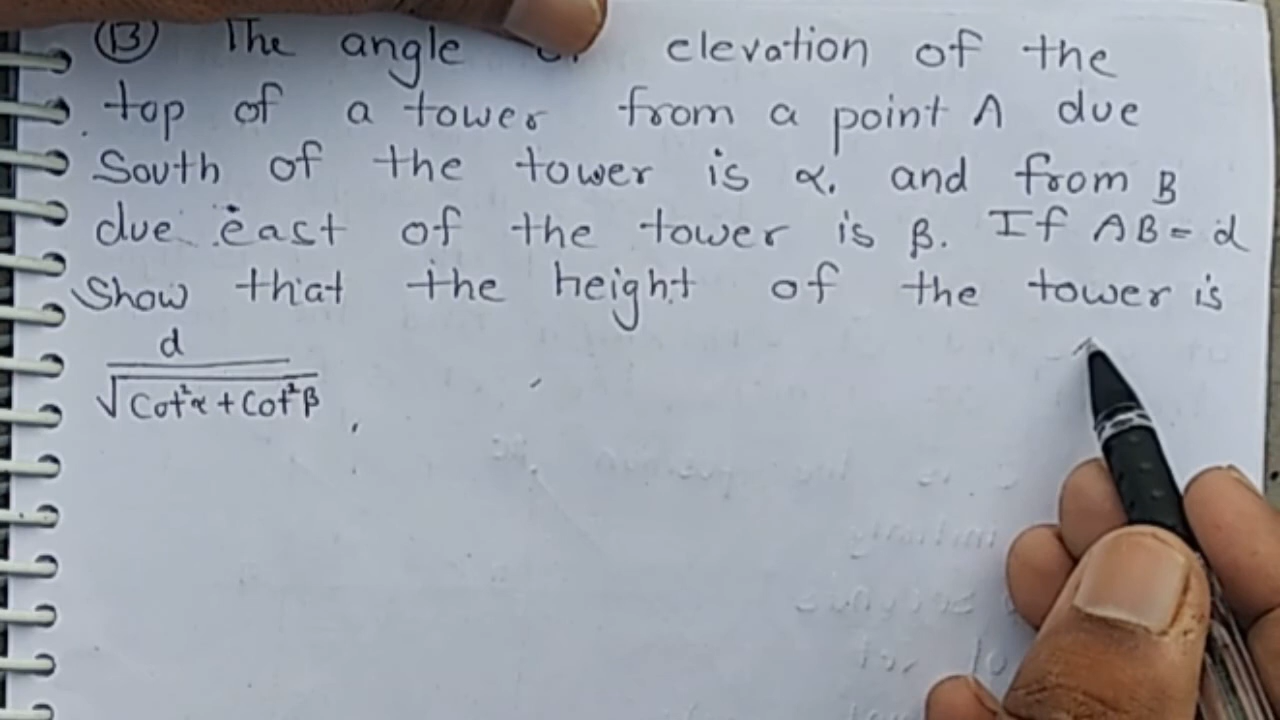 (13) The angle elevation of the
top of a tower from a point A due
South of the tower is α. and from B
due east of the tower is β. If AB = d
Show that the height of the tower is
d
√Cot²α + Cot²β